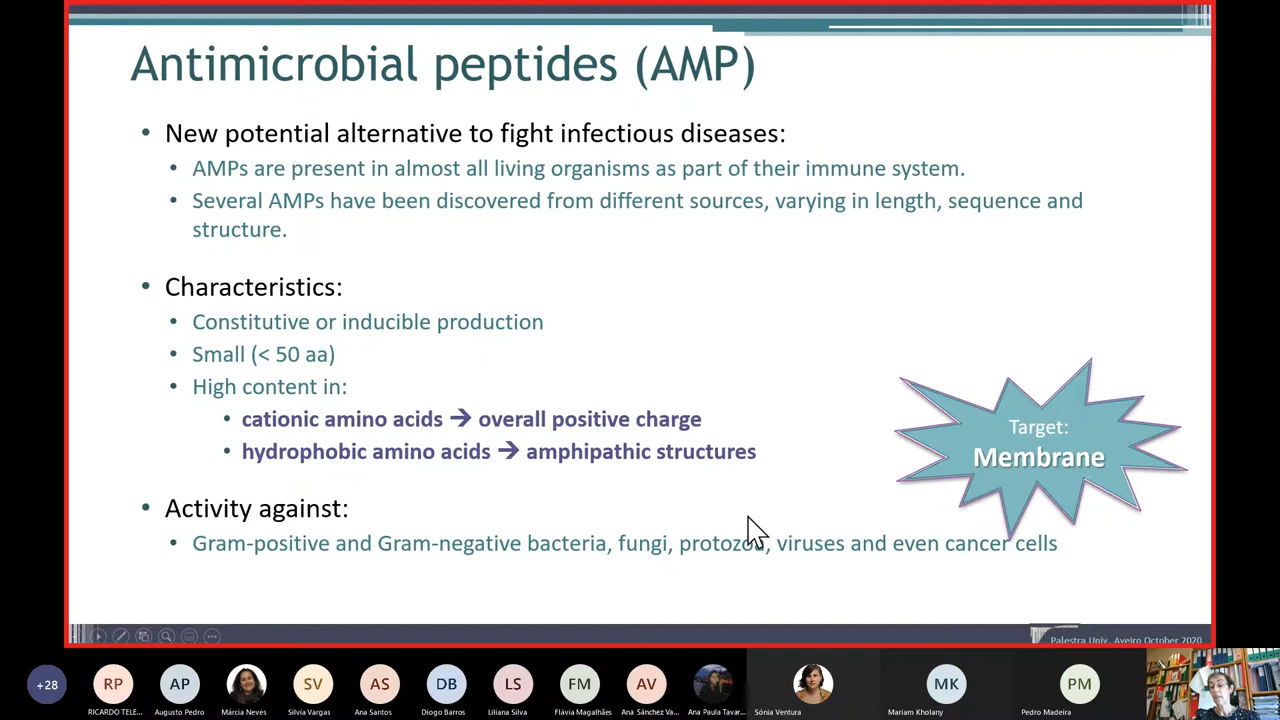 Antimicrobial peptides (AMP)
• New potential alternative to fight infectious diseases:
• AMPs are present in almost all living organisms as part of their immune system.
• Several AMPs have been discovered from different sources, varying in length, sequence and
structure.
• Characteristics:
• Constitutive or inducible production
• Small (< 50 aa)
• High content in:
• cationic amino acids → overall positive charge
• hydrophobic amino acids → amphipathic structures
Target:
Membrane
• Activity against:
• Gram-positive and Gram-negative bacteria, fungi, protozoa, viruses and even cancer cells
Palestra Univ. Aveiro October 2020
+28
RP
AP
SV
AS
DB
LS
FM
AV
MK
PM
RICARDO TELE...
Augusto Pedro
Márcia Neves
Silvia Vargas
Ana Santos
Diogo Barros
Liliana Silva
Flávia Magalhães
Ana Sánchez Va...
Ana Paula Tavar...
Sónia Ventura
Mariam Kholany
Pedro Madeira